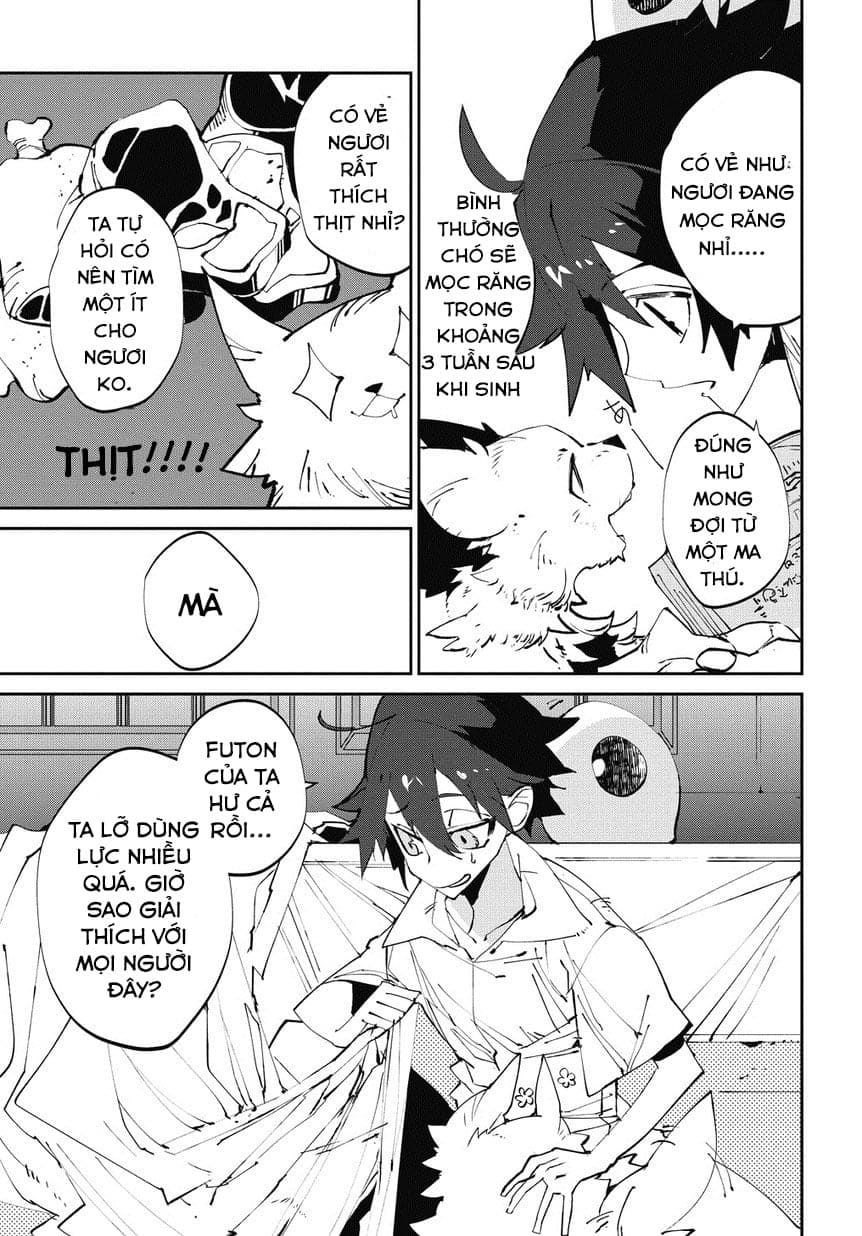 CÓ VẺ NHƯ
NGƯƠI ĐANG
MỌC RĂNG
NHỈ.....
BÌNH
THƯỜNG
CHÓ SẼ
MỌC RĂNG
TRONG
KHOẢNG
3 TUẦN SAU
KHI SINH
ĐÚNG
NHƯ
MONG
ĐỢI TỪ
MỘT MA
THÚ.
CÓ VẺ
NGƯƠI
RẤT
THÍCH
THỊT NHỈ?
TA TỰ
HỎI CÓ
NÊN TÌM
MỘT ÍT
CHO
NGƯƠI
KO.
THỊT!!!!
MÀ
FUTON
CỦA TA
HƯ CẢ
RỒI...
TA LỠ DÙNG
LỰC NHIỀU
QUÁ. GIỜ
SAO GIẢI
THÍCH VỚI
MỌI NGƯỜI
ĐÂY?